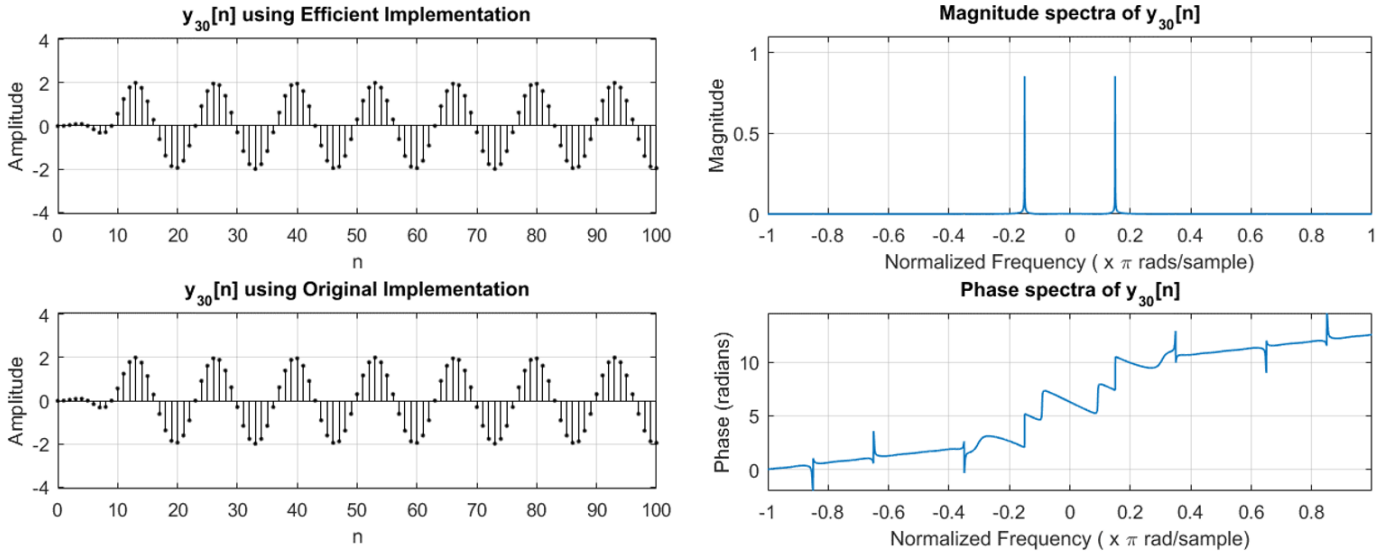 y30[n] using Efficient Implementation
4
2
0
-2
-4
Amplitude
0 10 20 30 40 50 60 70 80 90 100
n
Magnitude spectra of y30[n]
1
0.5
0
Magnitude
-1 -0.8 -0.6 -0.4 -0.2 0 0.2 0.4 0.6 0.8 1
Normalized Frequency ( x π rads/sample)
y30[n] using Original Implementation
4
2
0
-2
-4
Amplitude
0 10 20 30 40 50 60 70 80 90 100
n
Phase spectra of y30[n]
10
5
0
Phase (radians)
-1 -0.8 -0.6 -0.4 -0.2 0 0.2 0.4 0.6 0.8 1
Normalized Frequency ( x π rad/sample)